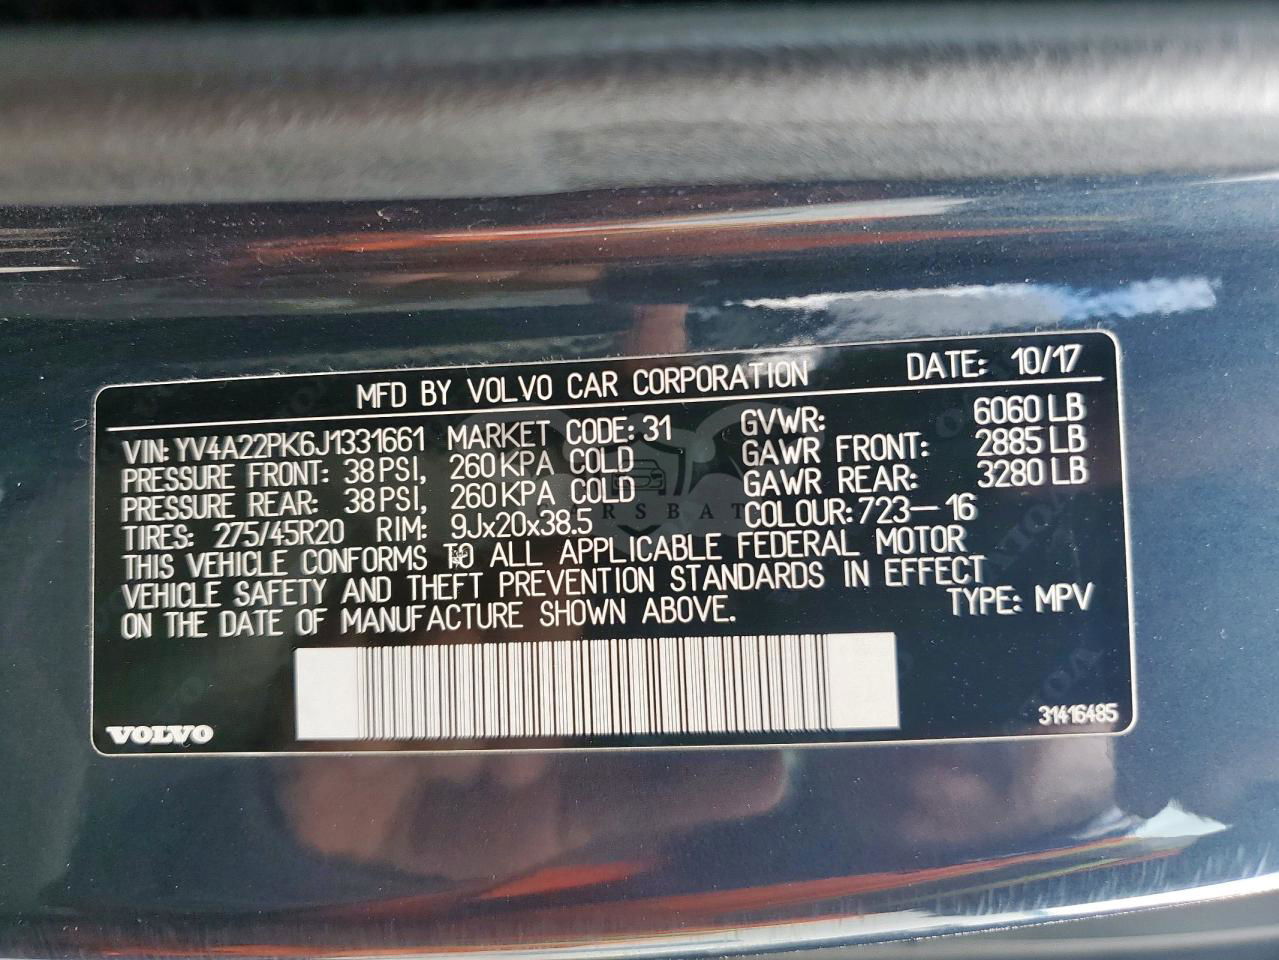 MFD BY VOLVO CAR CORPORATION DATE: 10/17
VIN: YV4A22PK6J1331661 MARKET CODE: 31 GVWR: 6060 LB
PRESSURE FRONT: 38 PSI, 260 KPA COLD GAWR FRONT: 2885 LB
PRESSURE REAR: 38 PSI, 260 KPA COLD GAWR REAR: 3280 LB
TIRES: 275/45R20 RIM: 9Jx20x38.5 COLOUR: 723-16
THIS VEHICLE CONFORMS TO ALL APPLICABLE FEDERAL MOTOR
VEHICLE SAFETY AND THEFT PREVENTION STANDARDS IN EFFECT
ON THE DATE OF MANUFACTURE SHOWN ABOVE. TYPE: MPV
VOLVO
31416485
CARSBAT